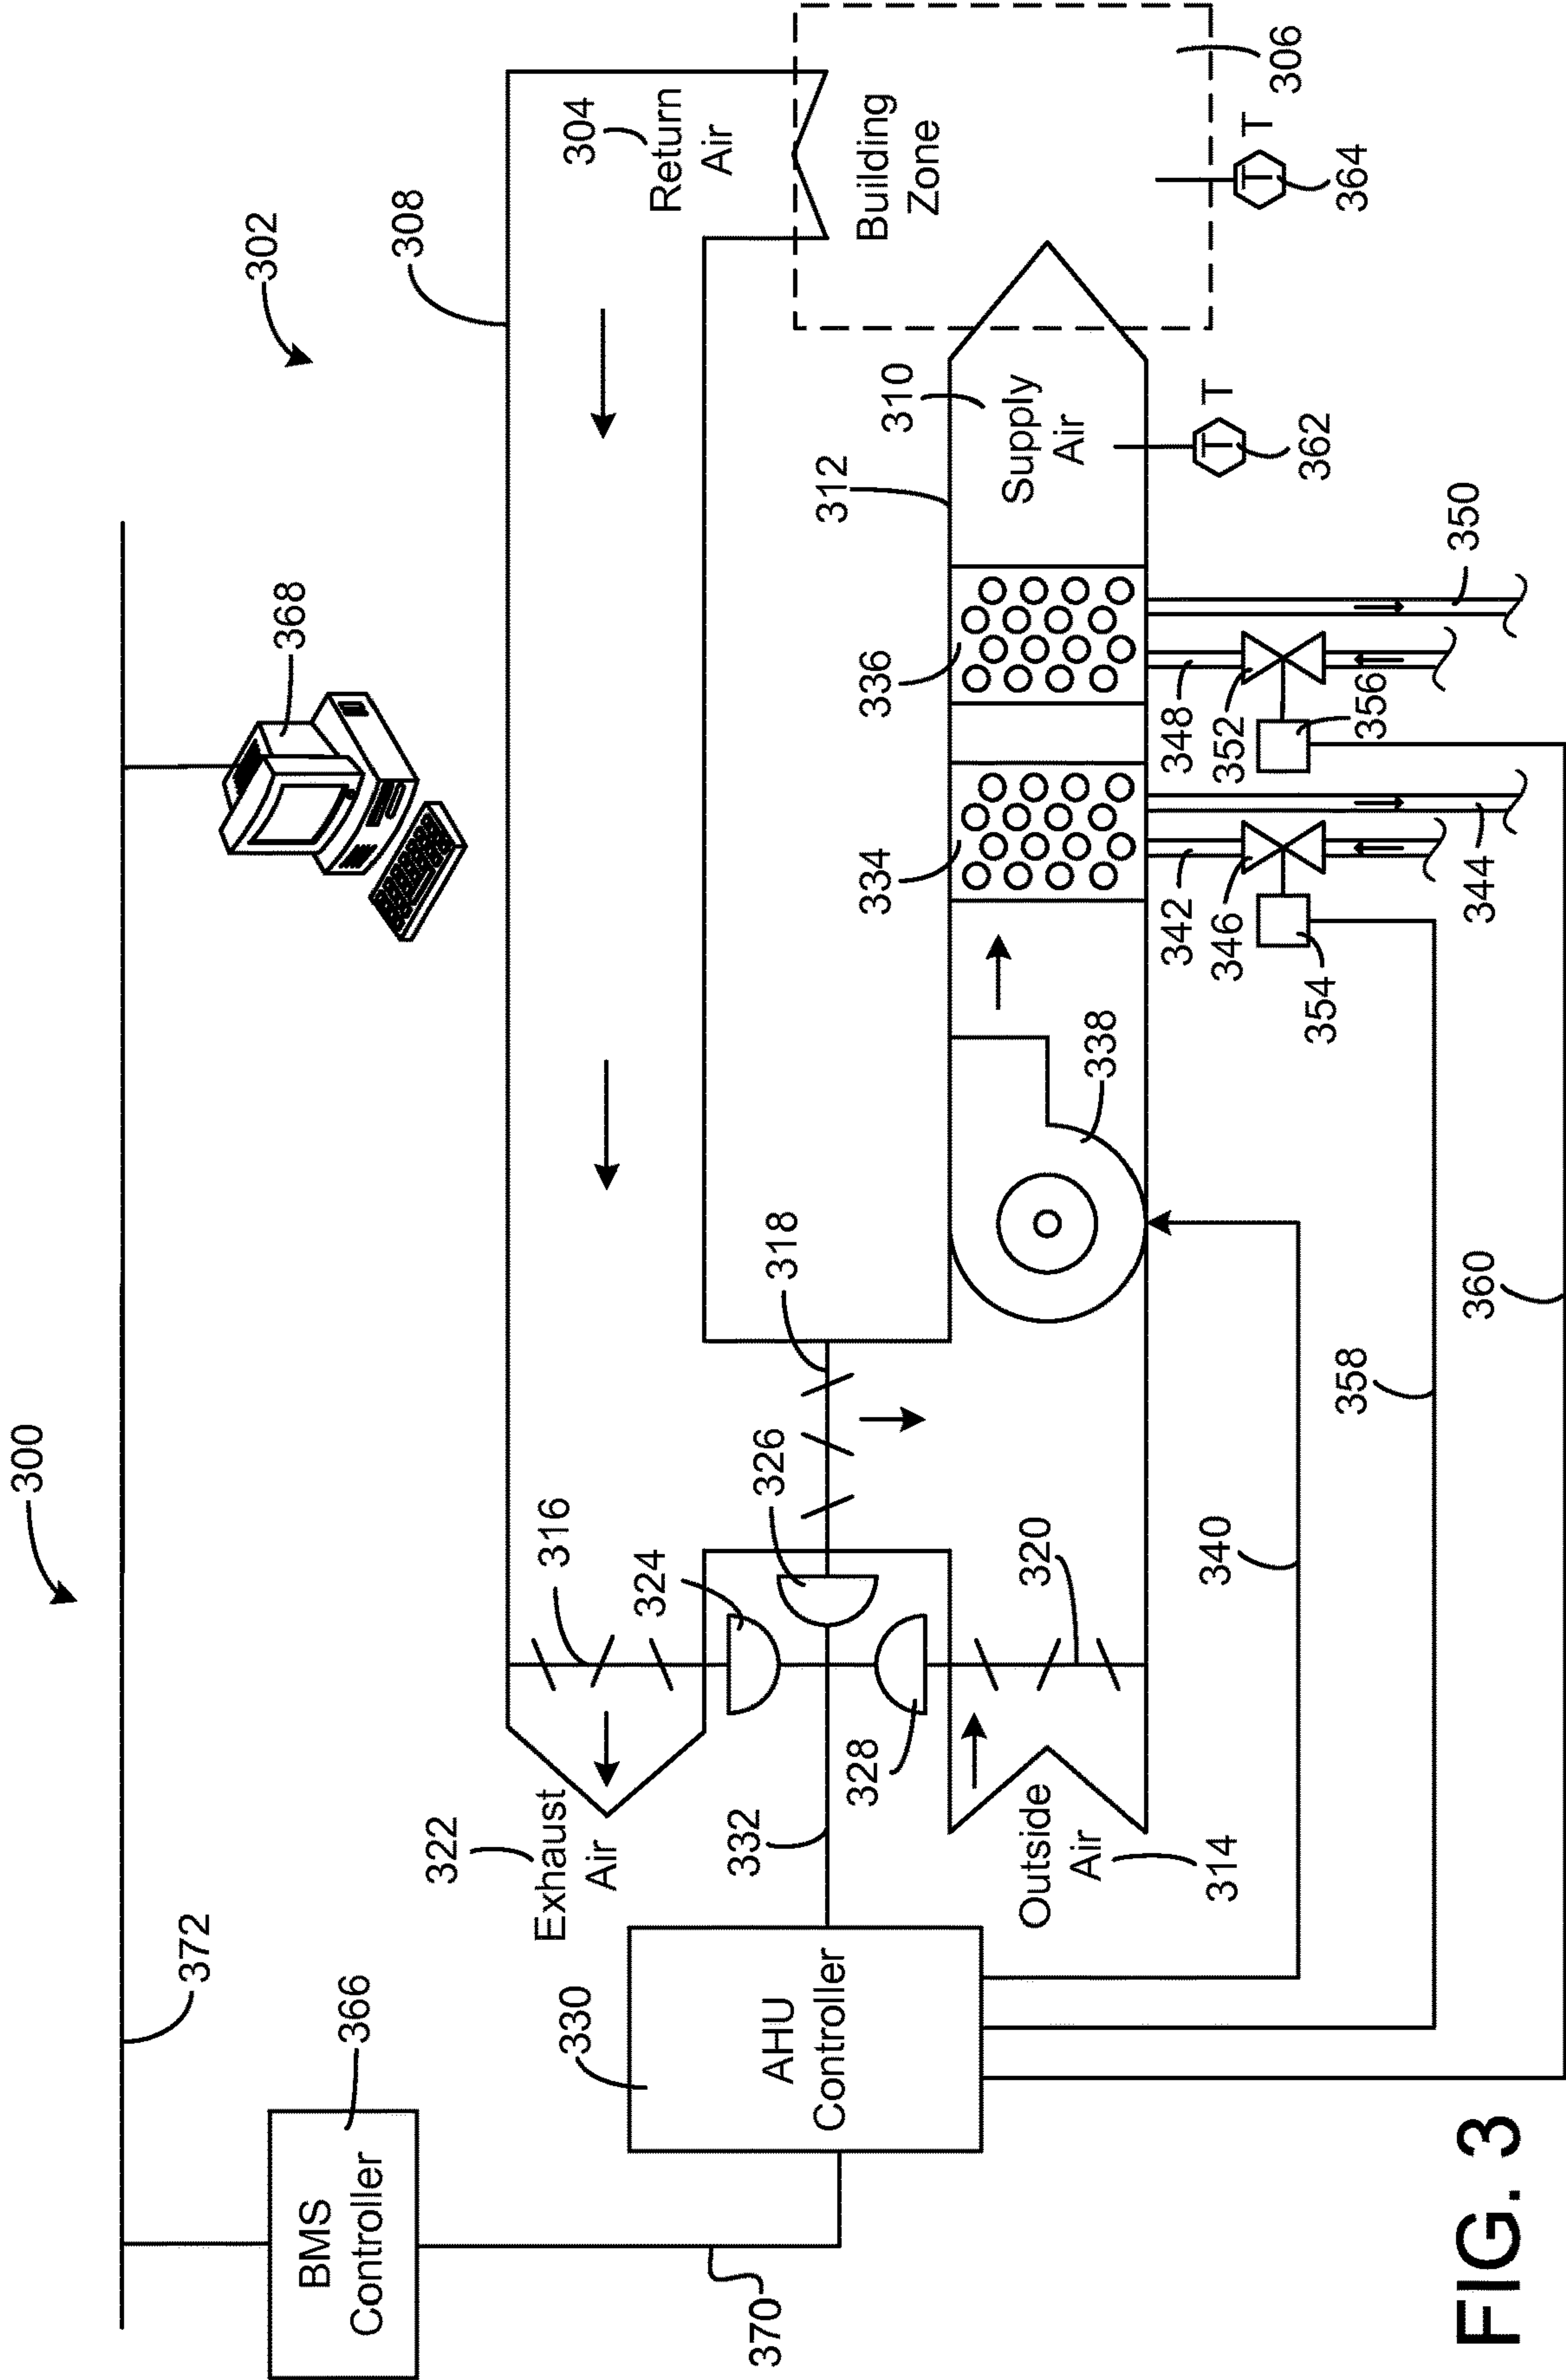 300
372
368
302
BMS
Controller
366
370
308
304
Return
Air
322
Exhaust
Air
316
324
326
318
Building
Zone
306
330
AHU
Controller
332
328
320
Outside
Air
314
338
334
336
312
310
Supply
Air
T
T
362
T
T
364
342
346
354
344
348
352
356
350
340
358
360
FIG. 3